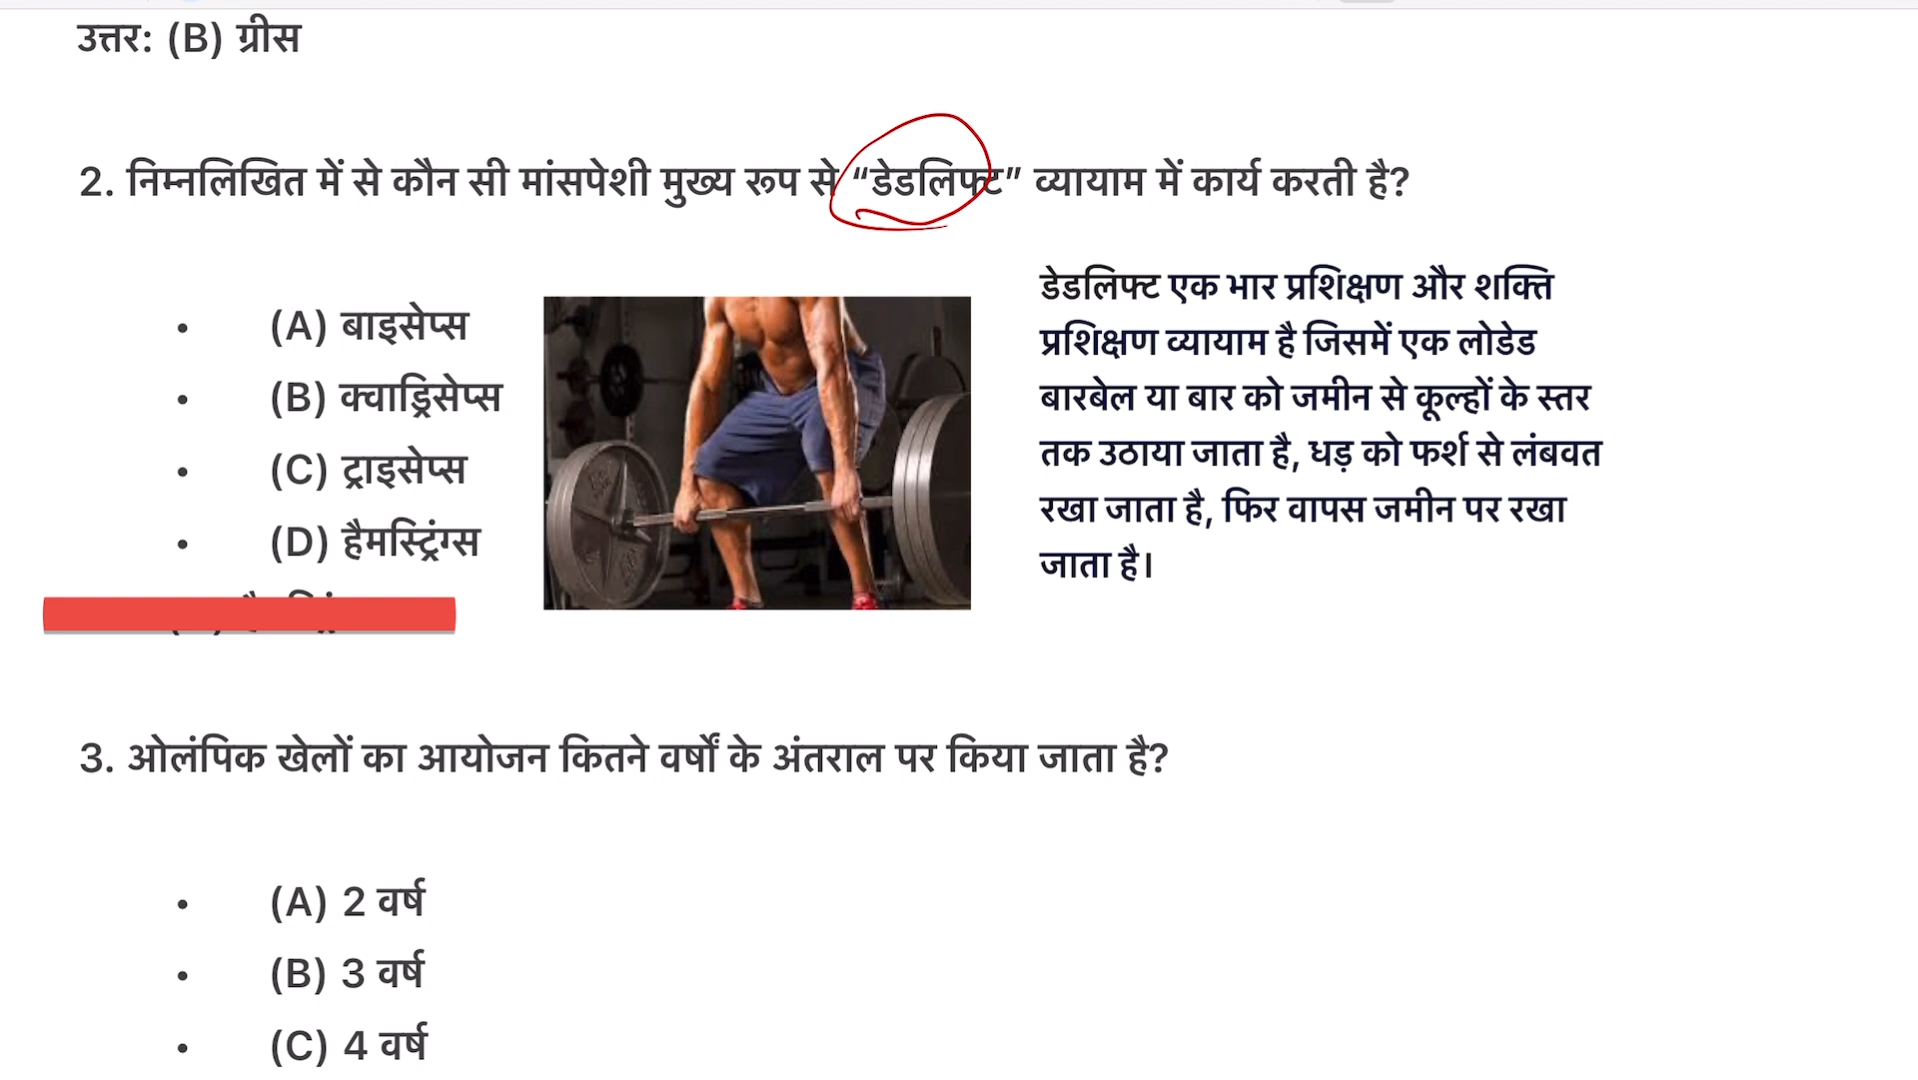 उत्तर: (B) ग्रीस
2. निम्नलिखित में से कौन सी मांसपेशी मुख्य रूप से “डेडलिफ्ट” व्यायाम में कार्य करती है?
• (A) बाइसेप्स
• (B) क्वाड्रिसेप्स
• (C) ट्राइसेप्स
• (D) हैमस्ट्रिंग्स
डेडलिफ्ट एक भार प्रशिक्षण और शक्ति
प्रशिक्षण व्यायाम है जिसमें एक लोडेड
बारबेल या बार को जमीन से कूल्हों के स्तर
तक उठाया जाता है, धड़ को फर्श से लंबवत
रखा जाता है, फिर वापस जमीन पर रखा
जाता है।
3. ओलंपिक खेलों का आयोजन कितने वर्षों के अंतराल पर किया जाता है?
• (A) 2 वर्ष
• (B) 3 वर्ष
• (C) 4 वर्ष